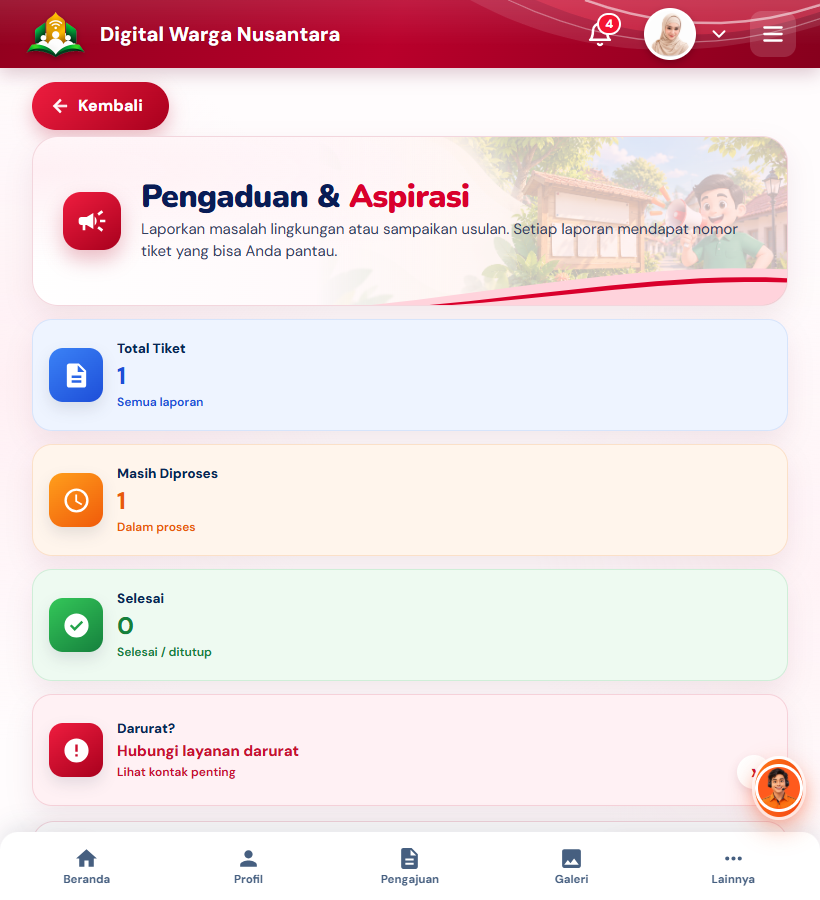 Digital Warga Nusantara
4
Kembali
Pengaduan & Aspirasi
Laporkan masalah lingkungan atau sampaikan usulan. Setiap laporan mendapat nomor
tiket yang bisa Anda pantau.
Total Tiket
1
Semua laporan
Masih Diproses
1
Dalam proses
Selesai
0
Selesai / ditutup
Darurat?
Hubungi layanan darurat
Lihat kontak penting
Beranda
Profil
Pengajuan
Galeri
Lainnya